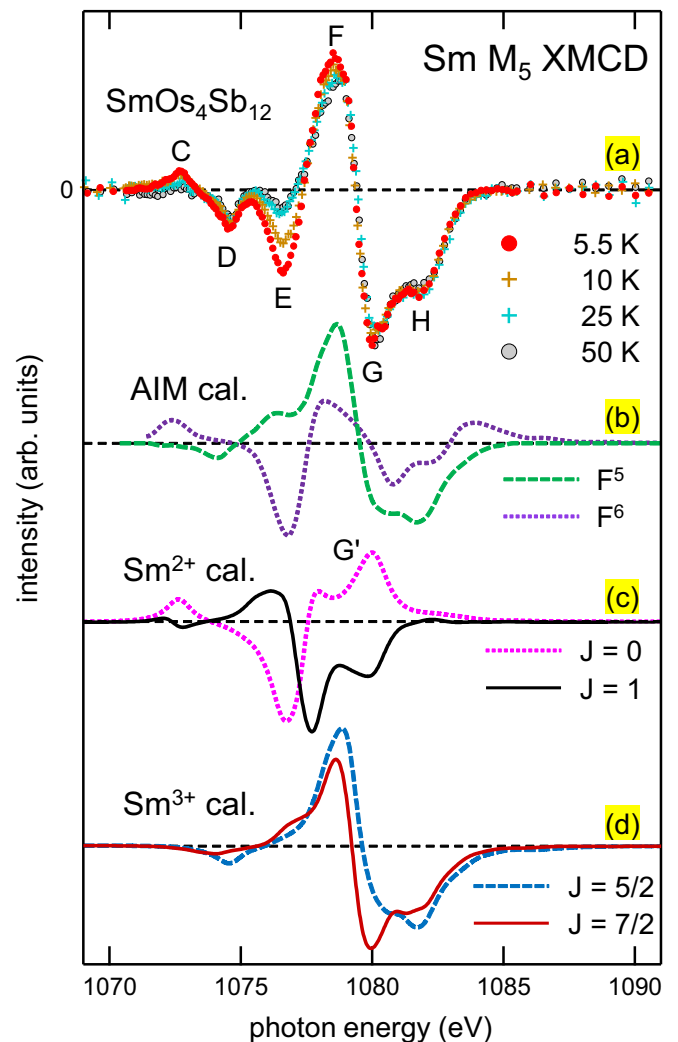 F
Sm M₅ XMCD
SmOs₄Sb₁₂
C
(a)
0
D
E
5.5 K
10 K
25 K
50 K
H
G
AIM cal.
(b)
F⁵
F⁶
G'
Sm²⁺ cal.
(c)
J = 0
J = 1
Sm³⁺ cal.
(d)
J = 5/2
J = 7/2
intensity (arb. units)
1070 1075 1080 1085 1090
photon energy (eV)